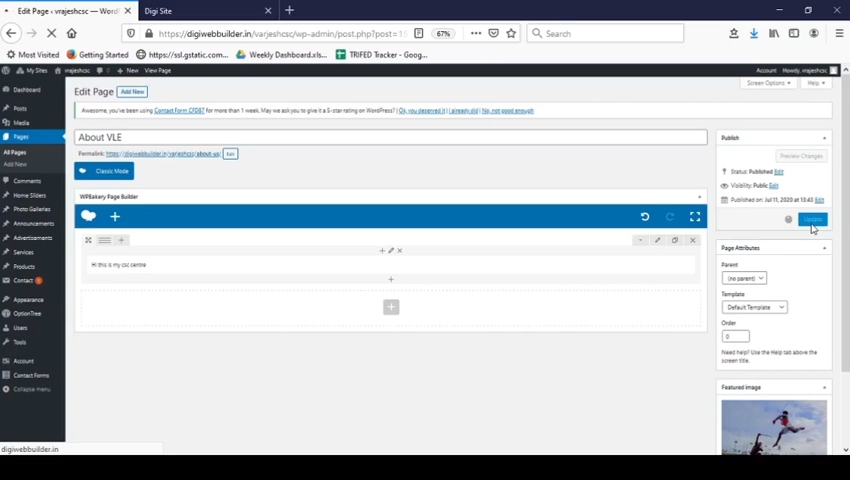 Edit Page ‹ vrajeshcsc — WordP
Digi Site
https://digiwebbuilder.in/varjeshcsc/wp-admin/post.php?post=1
67%
Search
Most Visited
Getting Started
https://ssl.gstatic.com...
Weekly Dashboard.xls...
TRIFED Tracker - Goog...
My Sites
vrajeshcsc
New
View Page
Account
Howdy, vrajeshcsc
Dashboard
Posts
Media
Pages
All Pages
Add New
Comments
Home Sliders
Photo Galleries
Announcements
Advertisements
Services
Products
Contact
Appearance
OptionTree
Users
Tools
Account
Contact Forms
Collapse menu
Edit Page
Add New
Screen Options
Help
Awesome, you've been using Contact Form CFDB7 for more than 1 week. May we ask you to give it a 5-star rating on WordPress? | Ok, you deserved it | I already did | No, not good enough
About VLE
Permalink: https://digiwebbuilder.in/varjeshcsc/about-us/
Edit
Classic Mode
WPBakery Page Builder
Hi this is my csc centre
Publish
Preview Changes
Status: Published Edit
Visibility: Public Edit
Published on: Jul 11, 2020 at 13:43 Edit
Update
Page Attributes
Parent
(no parent)
Template
Default Template
Order
0
Need help? Use the Help tab above the
screen title.
Featured image
digiwebbuilder.in